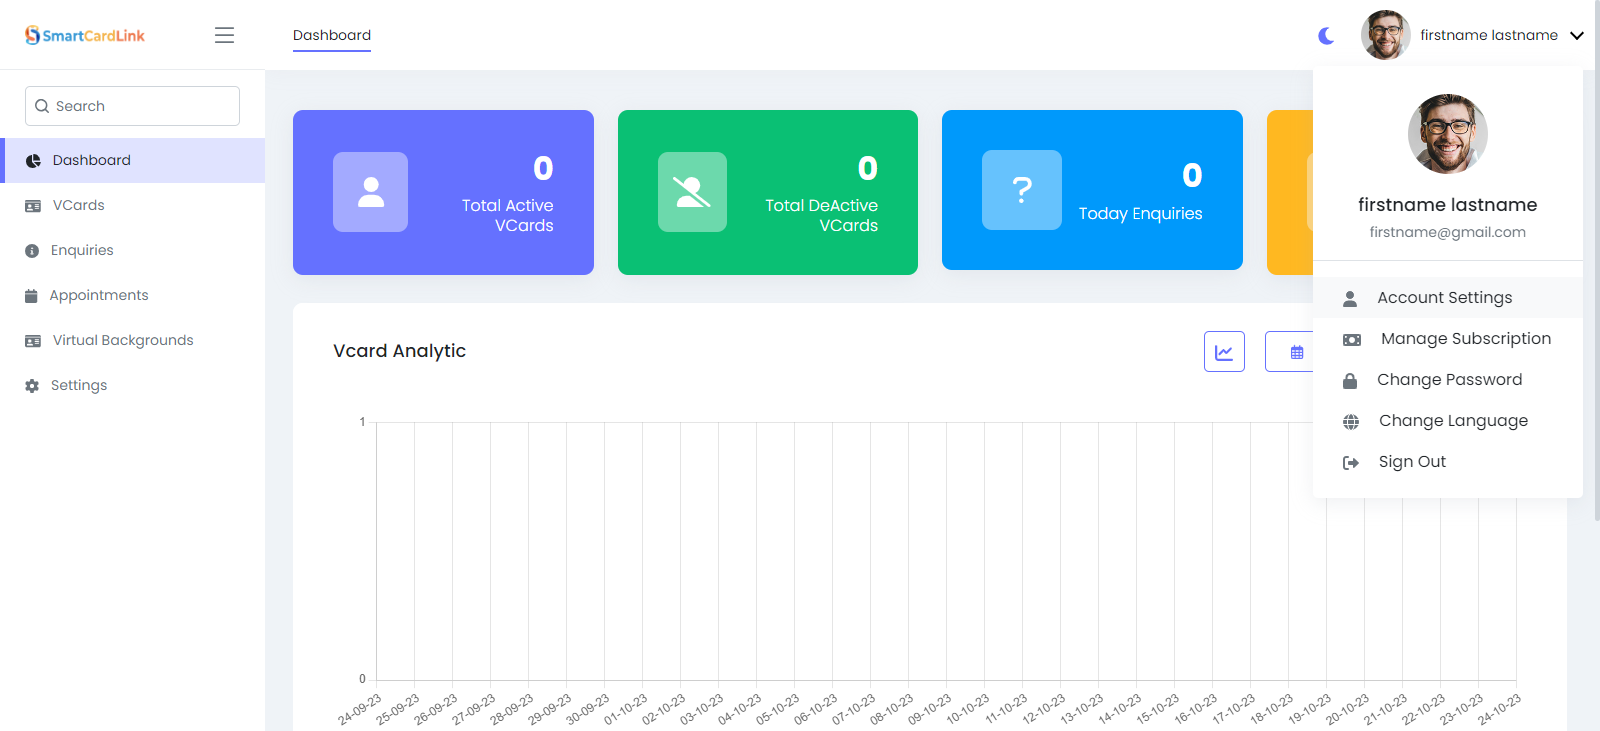 SmartCardLink
Dashboard
firstname lastname
Search
Dashboard
VCards
Enquiries
Appointments
Virtual Backgrounds
Settings
0
Total Active
VCards
0
Total DeActive
VCards
?
0
Today Enquiries
firstname lastname
firstname@gmail.com
Account Settings
Manage Subscription
Change Password
Change Language
Sign Out
Vcard Analytic
1
0
24-09-23
25-09-23
26-09-23
27-09-23
28-09-23
29-09-23
30-09-23
01-10-23
02-10-23
03-10-23
04-10-23
05-10-23
06-10-23
07-10-23
08-10-23
09-10-23
10-10-23
11-10-23
12-10-23
13-10-23
14-10-23
15-10-23
16-10-23
17-10-23
18-10-23
19-10-23
20-10-23
21-10-23
22-10-23
23-10-23
24-10-23